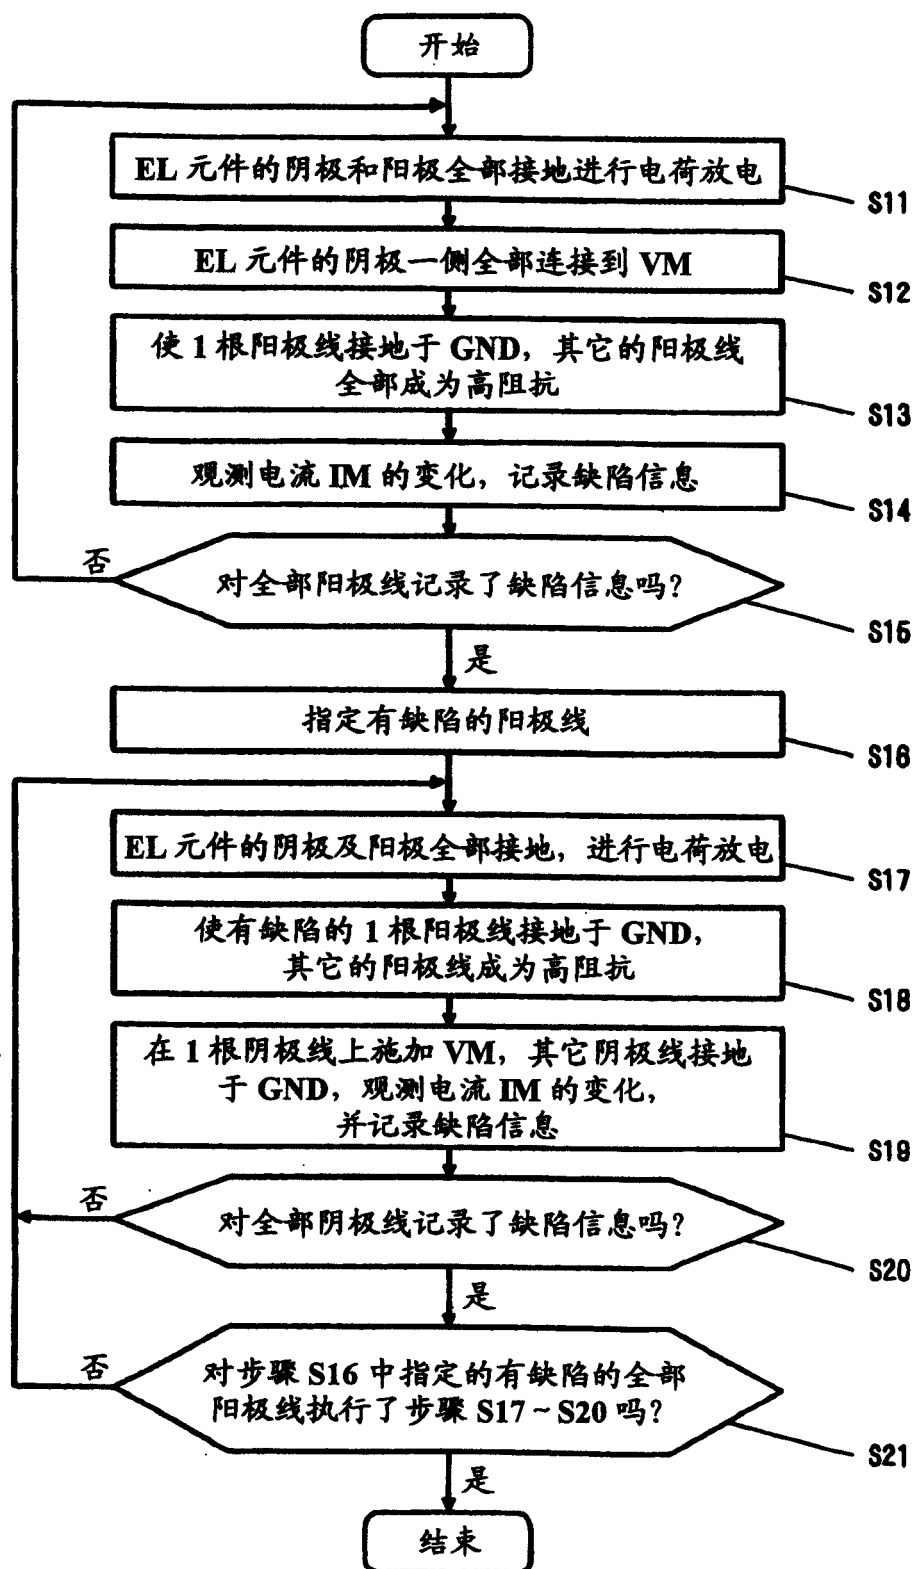 开始
EL 元件的阴极和阳极全部接地进行电荷放电
S11
EL 元件的阴极一侧全部连接到 VM
S12
使 1 根阳极线接地于 GND，其它的阳极线
全部成为高阻抗
S13
观测电流 IM 的变化，记录缺陷信息
S14
否
对全部阳极线记录了缺陷信息吗？
S15
是
指定有缺陷的阳极线
S16
EL 元件的阴极及阳极全部接地，进行电荷放电
S17
使有缺陷的 1 根阳极线接地于 GND，
其它的阳极线成为高阻抗
S18
在 1 根阴极线上施加 VM，其它阴极线接地
于 GND，观测电流 IM 的变化，
并记录缺陷信息
S19
否
对全部阴极线记录了缺陷信息吗？
S20
是
否
对步骤 S16 中指定的有缺陷的全部
阳极线执行了步骤 S17～S20 吗？
S21
是
结束